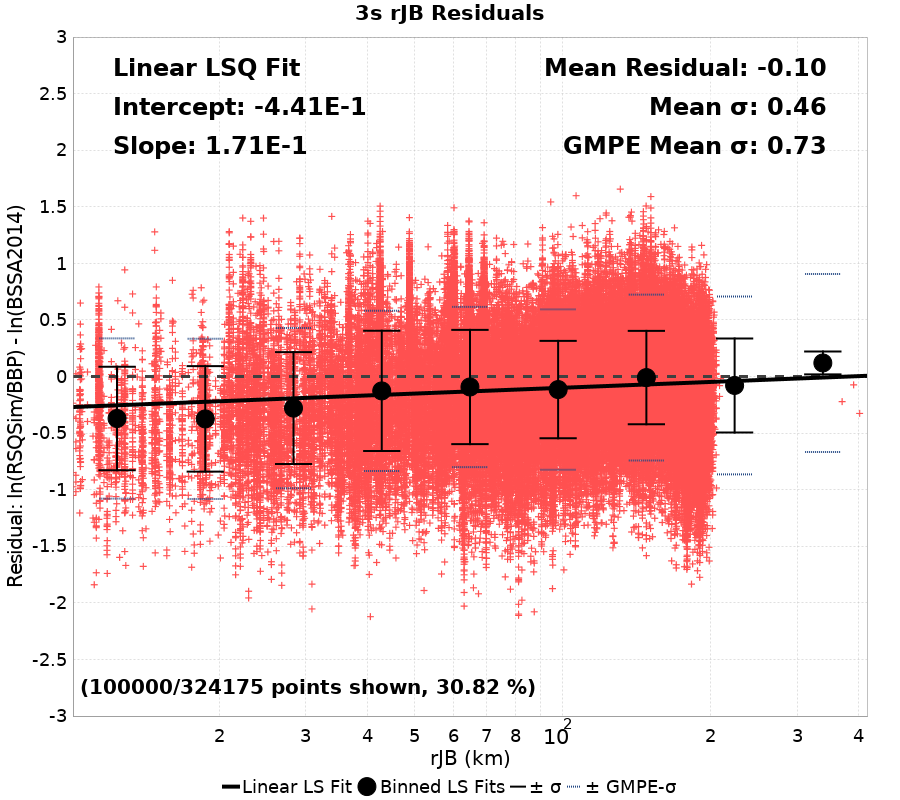 3s rJB Residuals
Linear LSQ Fit
Intercept: -4.41E-1
Slope: 1.71E-1
Mean Residual: -0.10
Mean σ: 0.46
GMPE Mean σ: 0.73
3
2.5
2
1.5
1
0.5
0
-0.5
-1
-1.5
-2
-2.5
-3
Residual: ln(RSQSim/BBP) - ln(BSSA2014)
(100000/324175 points shown, 30.82 %)
2 3 4 5 6 7 8 10² 2 3 4
rJB (km)
Linear LS Fit Binned LS Fits ± σ ± GMPE-σ